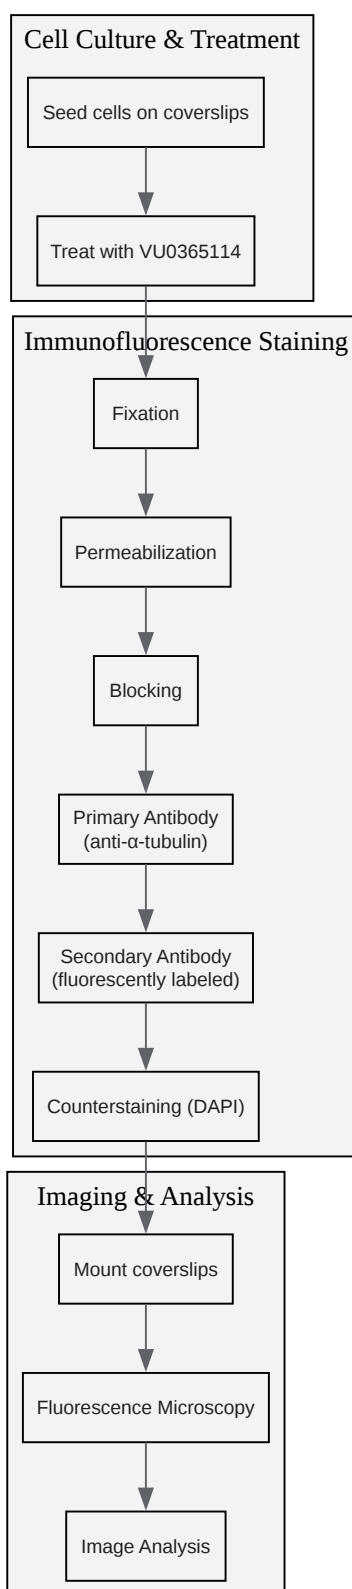 Cell Culture & Treatment
Seed cells on coverslips
Treat with VU0365114
Immunofluorescence Staining
Fixation
Permeabilization
Blocking
Primary Antibody
(anti-α-tubulin)
Secondary Antibody
(fluorescently labeled)
Counterstaining (DAPI)
Imaging & Analysis
Mount coverslips
Fluorescence Microscopy
Image Analysis